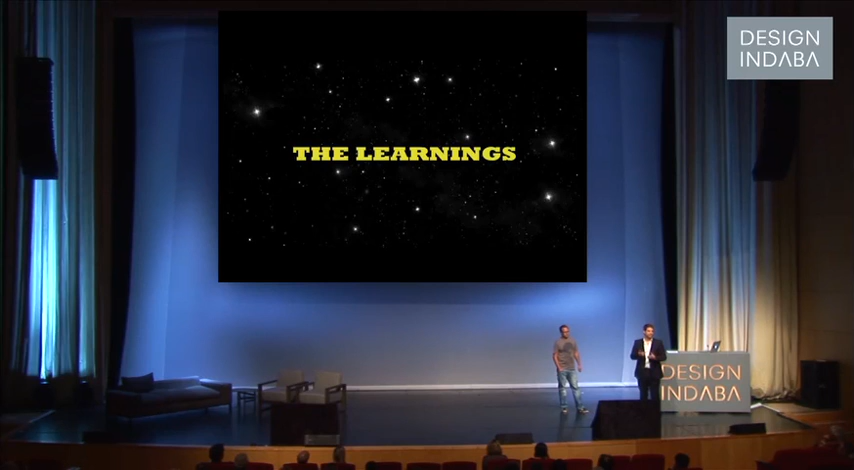 DESIGN
INDABA
THE LEARNINGS
DESIGN
INDABA